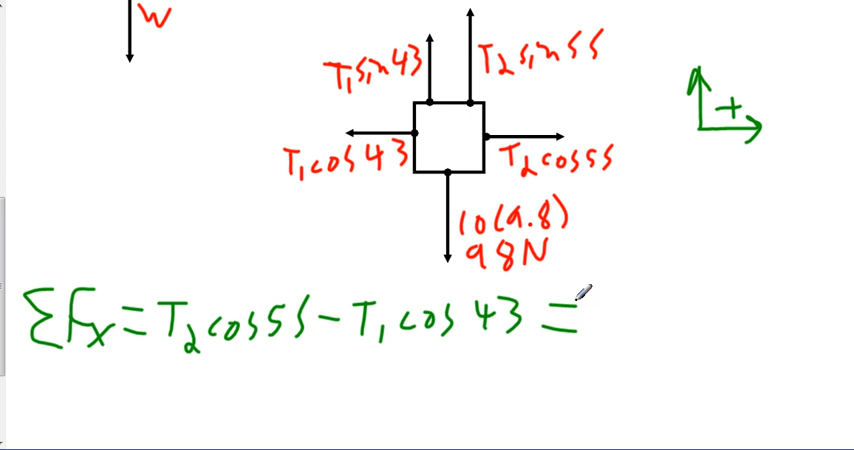 W
T₁sin43
T₂sin55
+
T₁cos43
T₂cos55
10(9.8)
98N
ΣFx=T₂cos55-T₁cos43=